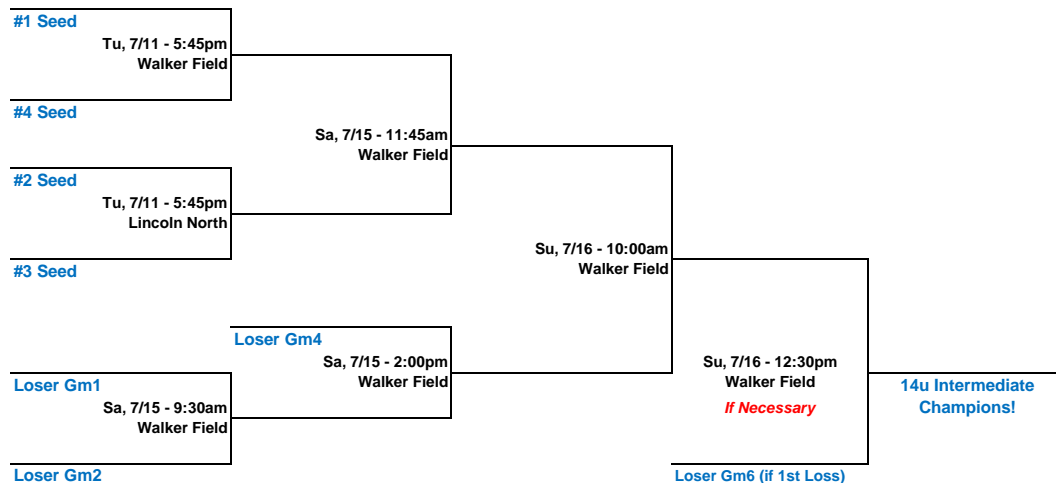 #1 Seed
Tu, 7/11 - 5:45pm
Walker Field
#4 Seed
Sa, 7/15 - 11:45am
Walker Field
#2 Seed
Tu, 7/11 - 5:45pm
Lincoln North
Su, 7/16 - 10:00am
Walker Field
#3 Seed
Loser Gm4
Sa, 7/15 - 2:00pm
Walker Field
Su, 7/16 - 12:30pm
Walker Field
If Necessary
14u Intermediate
Champions!
Loser Gm1
Sa, 7/15 - 9:30am
Walker Field
Loser Gm2
Loser Gm6 (if 1st Loss)